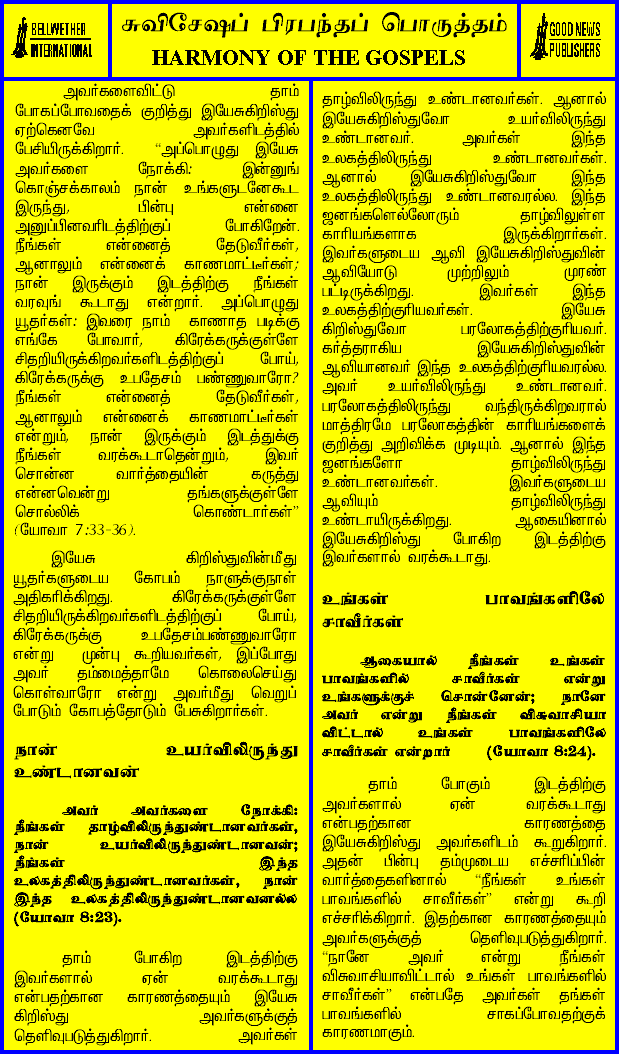 BELLWETHER
INTERNATIONAL
சுவிசேஷப் பிரபந்தப் பொருத்தம்
HARMONY OF THE GOSPELS
GOOD NEWS
PUBLISHERS
அவர்களைவிட்டு தாம்
போகப்போவதைக் குறித்து இயேசுகிறிஸ்து
ஏற்கெனவே அவர்களிடத்தில்
பேசியிருக்கிறார். “அப்பொழுது இயேசு
அவர்களை நோக்கி: இன்னுங்
கொஞ்சக்காலம் நான் உங்களுடனேகூட
இருந்து, பின்பு என்னை
அனுப்பினவரிடத்திற்குப் போகிறேன்.
நீங்கள் என்னைத் தேடுவீர்கள்,
ஆனாலும் என்னைக் காணமாட்டீர்கள்;
நான் இருக்கும் இடத்திற்கு நீங்கள்
வரவுங் கூடாது என்றார். அப்பொழுது
யூதர்கள்: இவரை நாம் காணாத படிக்கு
எங்கே போவார், கிரேக்கருக்குள்ளே
சிதறியிருக்கிறவர்களிடத்திற்குப் போய்,
கிரேக்கருக்கு உபதேசம் பண்ணுவாரோ?
நீங்கள் என்னைத் தேடுவீர்கள்,
ஆனாலும் என்னைக் காணமாட்டீர்கள்
என்றும், நான் இருக்கும் இடத்துக்கு
நீங்கள் வரக்கூடாதென்றும், இவர்
சொன்ன வார்த்தையின் கருத்து
என்னவென்று தங்களுக்குள்ளே
சொல்லிக் கொண்டார்கள்”
(யோவா 7:33-36).
இயேசு கிறிஸ்துவின்மீது
யூதர்களுடைய கோபம் நாளுக்குநாள்
அதிகரிக்கிறது. கிரேக்கருக்குள்ளே
சிதறியிருக்கிறவர்களிடத்திற்குப் போய்,
கிரேக்கருக்கு உபதேசம்பண்ணுவாரோ
என்று முன்பு கூறியவர்கள், இப்போது
அவர் தம்மைத்தாமே கொலைசெய்து
கொள்வாரோ என்று அவர்மீது வெறுப்
போடும் கோபத்தோடும் பேசுகிறார்கள்.
நான் உயர்விலிருந்து
உண்டானவன்
அவர் அவர்களை நோக்கி:
நீங்கள் தாழ்விலிருந்துண்டானவர்கள்,
நான் உயர்விலிருந்துண்டானவன்;
நீங்கள் இந்த
உலகத்திலிருந்துண்டானவர்கள், நான்
இந்த உலகத்திலிருந்துண்டானவனல்ல
(யோவா 8:23).
தாம் போகிற இடத்திற்கு
இவர்களால் ஏன் வரக்கூடாது
என்பதற்கான காரணத்தையும் இயேசு
கிறிஸ்து அவர்களுக்குத்
தெளிவுபடுத்துகிறார். அவர்கள்
தாழ்விலிருந்து உண்டானவர்கள். ஆனால்
இயேசுகிறிஸ்துவோ உயர்விலிருந்து
உண்டானவர். அவர்கள் இந்த
உலகத்திலிருந்து உண்டானவர்கள்.
ஆனால் இயேசுகிறிஸ்துவோ இந்த
உலகத்திலிருந்து உண்டானவரல்ல. இந்த
ஜனங்களெல்லோரும் தாழ்விலுள்ள
காரியங்களாக இருக்கிறார்கள்.
இவர்களுடைய ஆவி இயேசுகிறிஸ்துவின்
ஆவியோடு முற்றிலும் முரண்
பட்டிருக்கிறது. இவர்கள் இந்த
உலகத்திற்குரியவர்கள். இயேசு
கிறிஸ்துவோ பரலோகத்திற்குரியவர்.
கர்த்தராகிய இயேசுகிறிஸ்துவின்
ஆவியானவர் இந்த உலகத்திற்குரியவரல்ல.
அவர் உயர்விலிருந்து உண்டானவர்.
பரலோகத்திலிருந்து வந்திருக்கிறவரால்
மாத்திரமே பரலோகத்தின் காரியங்களைக்
குறித்து அறிவிக்க முடியும். ஆனால் இந்த
ஜனங்களோ தாழ்விலிருந்து
உண்டானவர்கள். இவர்களுடைய
ஆவியும் தாழ்விலிருந்து
உண்டாயிருக்கிறது. ஆகையினால்
இயேசுகிறிஸ்து போகிற இடத்திற்கு
இவர்களால் வரக்கூடாது.
உங்கள் பாவங்களிலே
சாவீர்கள்
ஆகையால் நீங்கள் உங்கள்
பாவங்களில் சாவீர்கள் என்று
உங்களுக்குச் சொன்னேன்; நானே
அவர் என்று நீங்கள் விசுவாசியா
விட்டால் உங்கள் பாவங்களிலே
சாவீர்கள் என்றார் (யோவா 8:24).
தாம் போகும் இடத்திற்கு
அவர்களால் ஏன் வரக்கூடாது
என்பதற்கான காரணத்தை
இயேசுகிறிஸ்து அவர்களிடம் கூறுகிறார்.
அதன் பின்பு தம்முடைய எச்சரிப்பின்
வார்த்தைகளினால் “நீங்கள் உங்கள்
பாவங்களில் சாவீர்கள்” என்று கூறி
எச்சரிக்கிறார். இதற்கான காரணத்தையும்
அவர்களுக்குத் தெளிவுபடுத்துகிறார்.
“நானே அவர் என்று நீங்கள்
விசுவாசியாவிட்டால் உங்கள் பாவங்களில்
சாவீர்கள்” என்பதே அவர்கள் தங்கள்
பாவங்களில் சாகப்போவதற்குக்
காரணமாகும்.